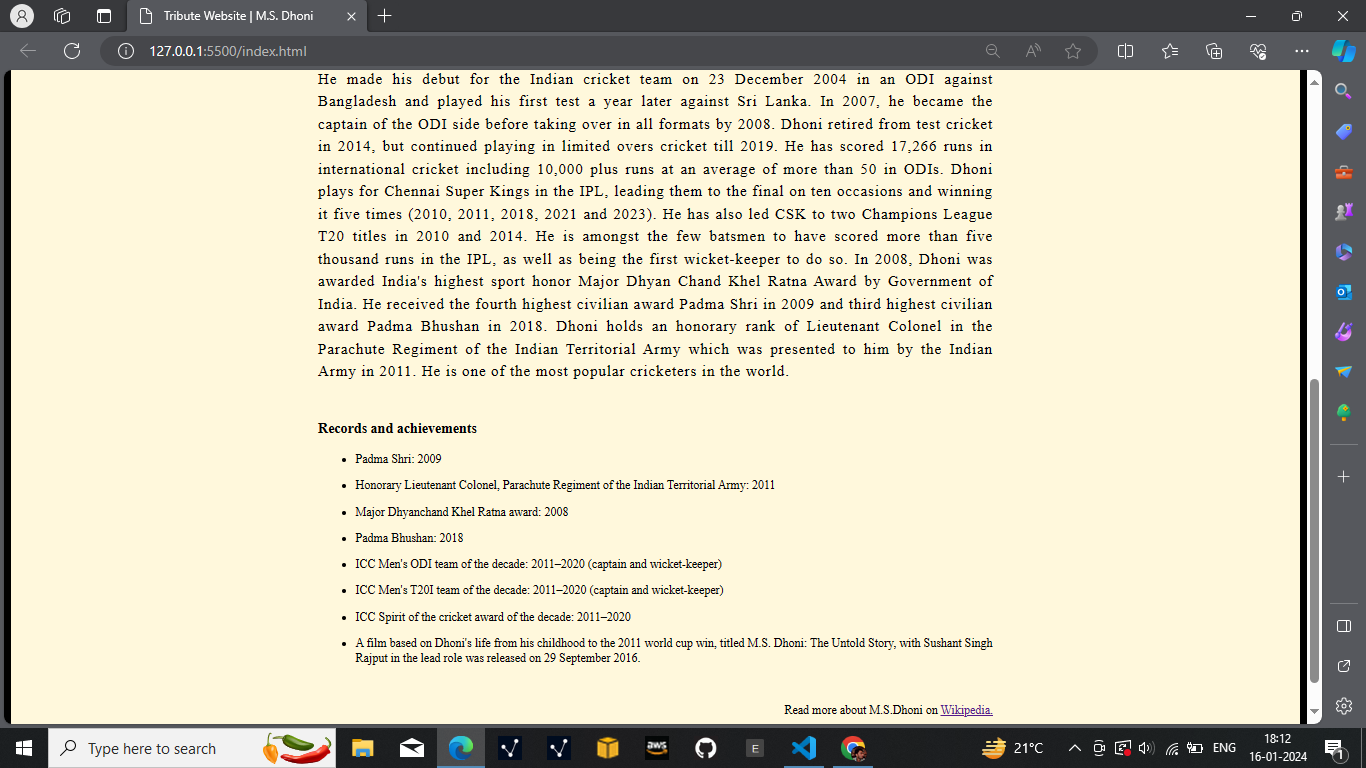 Tribute Website | M.S. Dhoni
127.0.0.1:5500/index.html
He made his debut for the Indian cricket team on 23 December 2004 in an ODI against
Bangladesh and played his first test a year later against Sri Lanka. In 2007, he became the
captain of the ODI side before taking over in all formats by 2008. Dhoni retired from test cricket
in 2014, but continued playing in limited overs cricket till 2019. He has scored 17,266 runs in
international cricket including 10,000 plus runs at an average of more than 50 in ODIs. Dhoni
plays for Chennai Super Kings in the IPL, leading them to the final on ten occasions and winning
it five times (2010, 2011, 2018, 2021 and 2023). He has also led CSK to two Champions League
T20 titles in 2010 and 2014. He is amongst the few batsmen to have scored more than five
thousand runs in the IPL, as well as being the first wicket-keeper to do so. In 2008, Dhoni was
awarded India's highest sport honor Major Dhyan Chand Khel Ratna Award by Government of
India. He received the fourth highest civilian award Padma Shri in 2009 and third highest civilian
award Padma Bhushan in 2018. Dhoni holds an honorary rank of Lieutenant Colonel in the
Parachute Regiment of the Indian Territorial Army which was presented to him by the Indian
Army in 2011. He is one of the most popular cricketers in the world.
Records and achievements
• Padma Shri: 2009
• Honorary Lieutenant Colonel, Parachute Regiment of the Indian Territorial Army: 2011
• Major Dhyanchand Khel Ratna award: 2008
• Padma Bhushan: 2018
• ICC Men's ODI team of the decade: 2011–2020 (captain and wicket-keeper)
• ICC Men's T20I team of the decade: 2011–2020 (captain and wicket-keeper)
• ICC Spirit of the cricket award of the decade: 2011–2020
• A film based on Dhoni's life from his childhood to the 2011 world cup win, titled M.S. Dhoni: The Untold Story, with Sushant Singh
Rajput in the lead role was released on 29 September 2016.
Read more about M.S.Dhoni on Wikipedia.
Type here to search
aws
E
21°C
ENG
18:12
16-01-2024
1